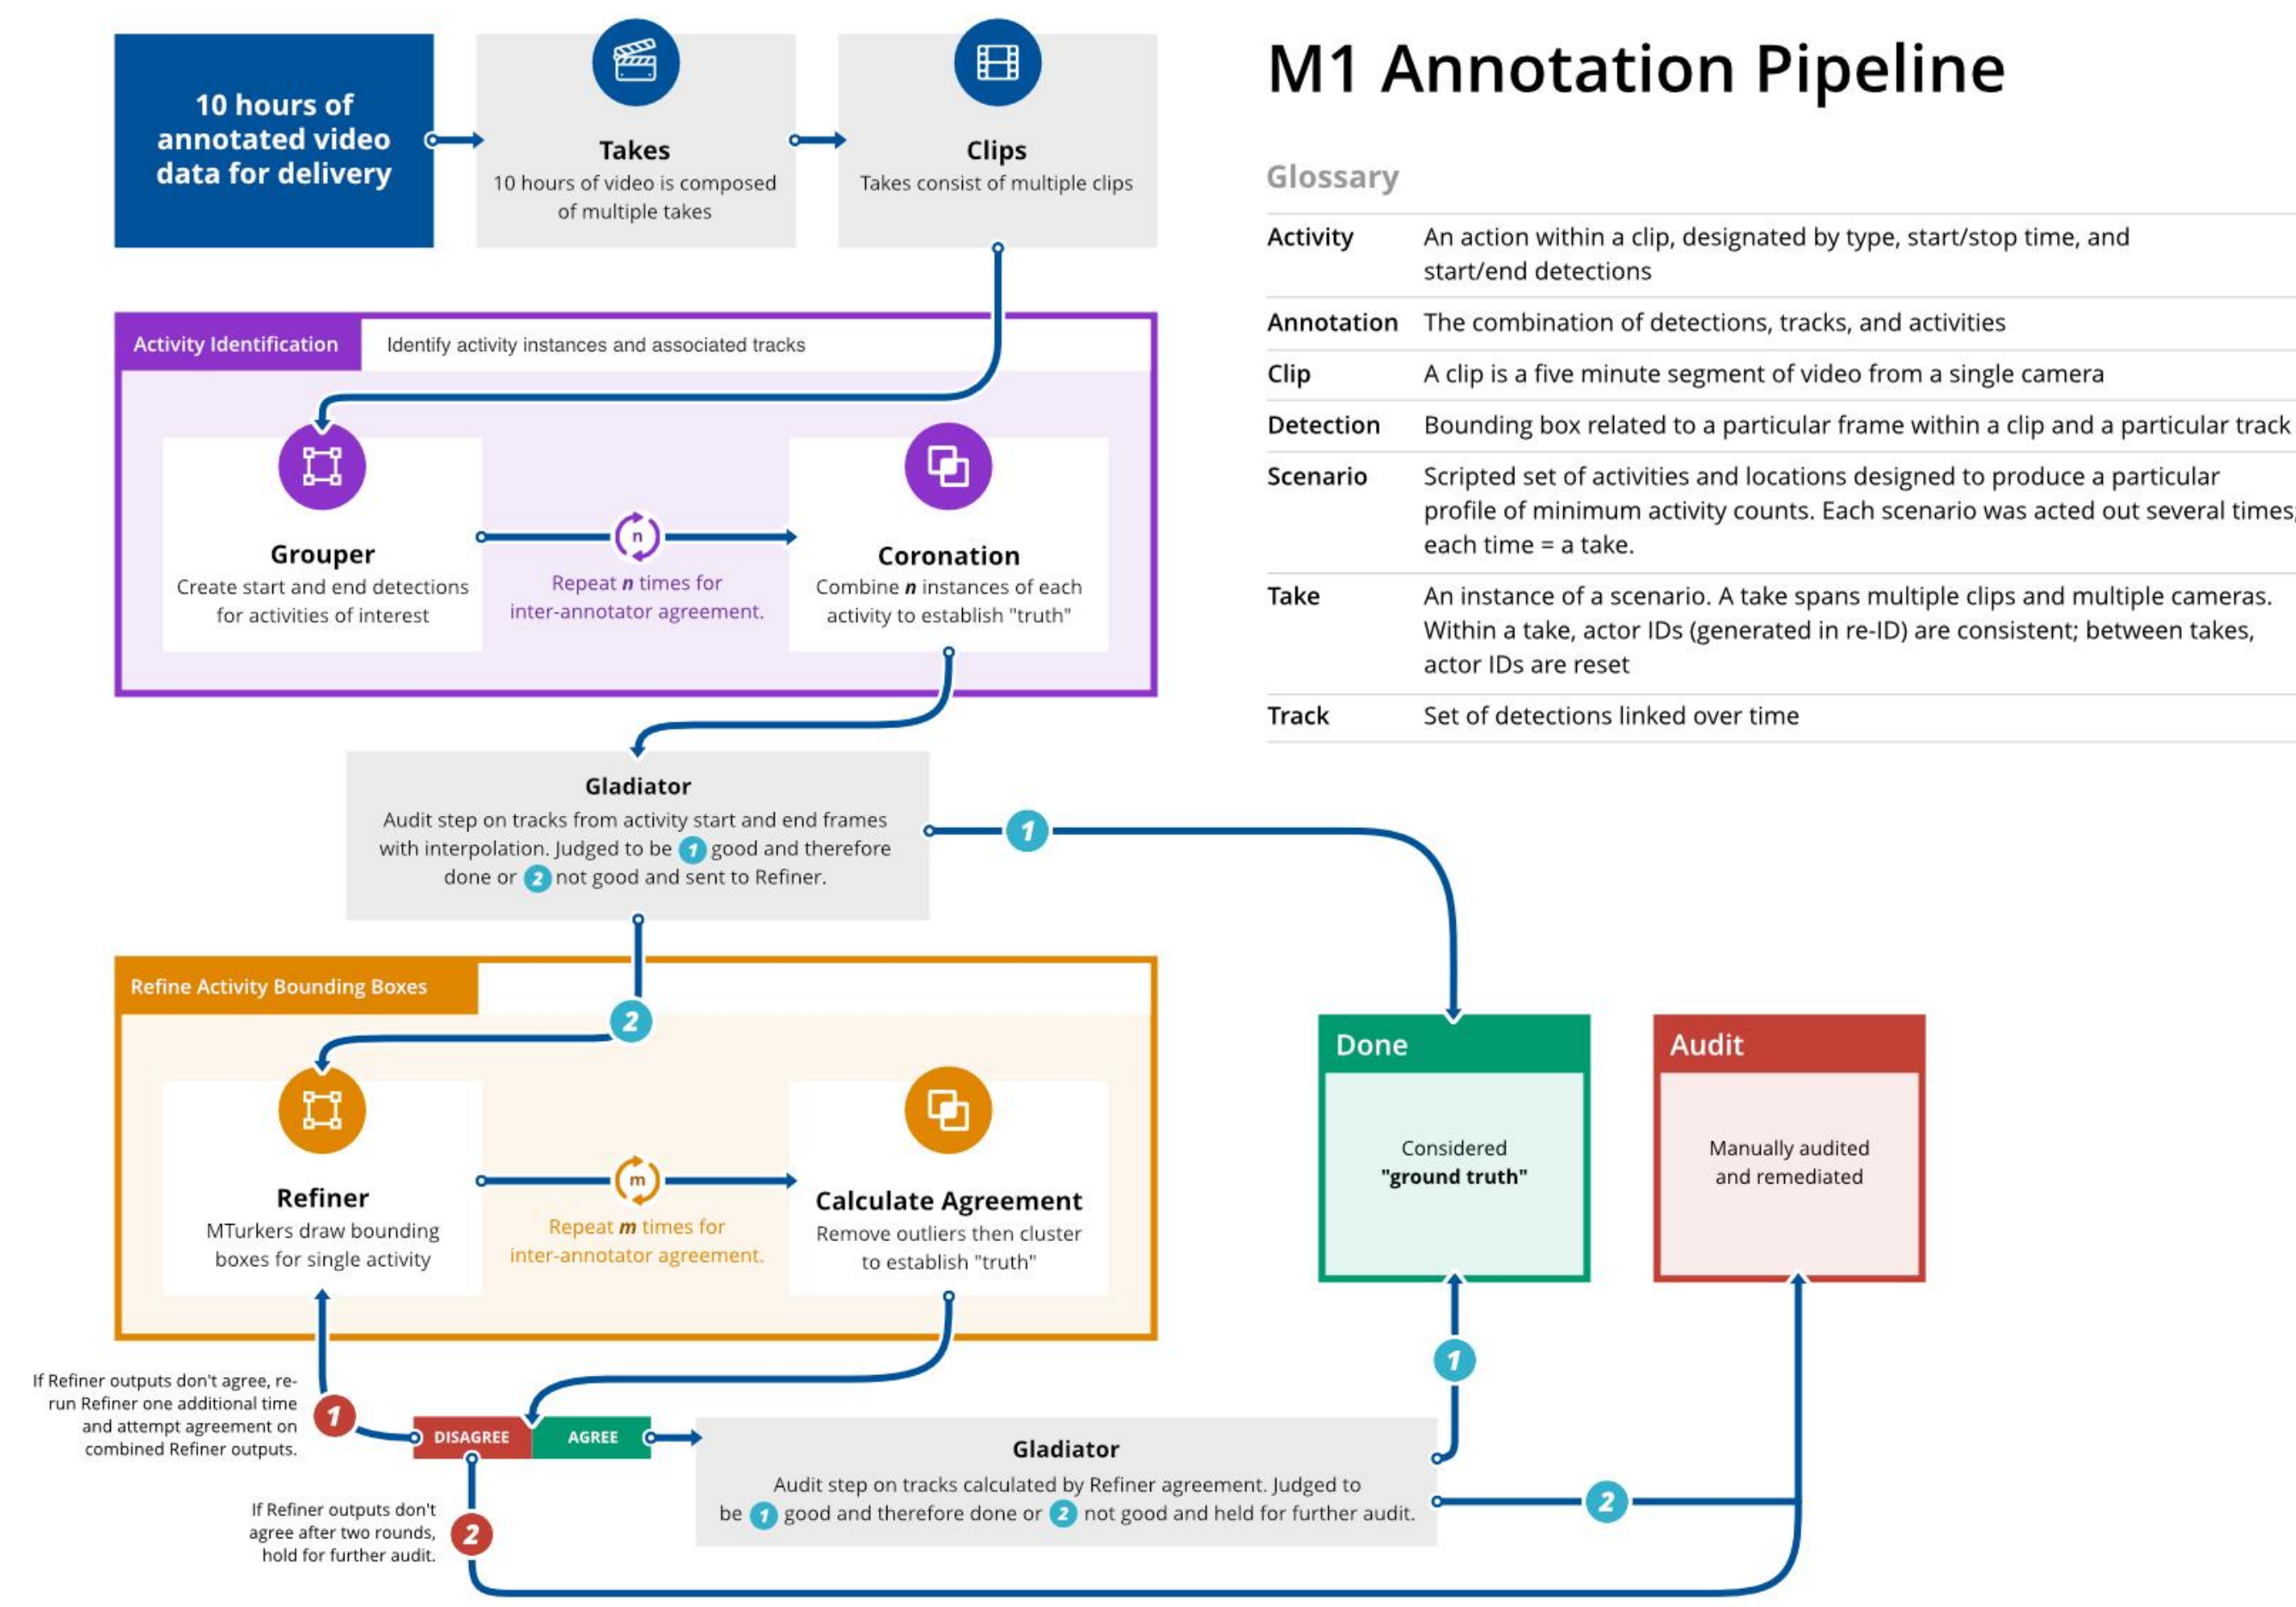 M1 Annotation Pipeline
10 hours of
annotated video
data for delivery
Takes
10 hours of video is composed
of multiple takes
Clips
Takes consist of multiple clips
Glossary
Activity An action within a clip, designated by type, start/stop time, and
start/end detections
Annotation The combination of detections, tracks, and activities
Clip A clip is a five minute segment of video from a single camera
Detection Bounding box related to a particular frame within a clip and a particular track
Scenario Scripted set of activities and locations designed to produce a particular
profile of minimum activity counts. Each scenario was acted out several times;
each time = a take.
Take An instance of a scenario. A take spans multiple clips and multiple cameras.
Within a take, actor IDs (generated in re-ID) are consistent; between takes,
actor IDs are reset
Track Set of detections linked over time
Activity Identification Identify activity instances and associated tracks
Grouper
Create start and end detections
for activities of interest
n
Repeat n times for
inter-annotator agreement.
Coronation
Combine n instances of each
activity to establish "truth"
Gladiator
Audit step on tracks from activity start and end frames
with interpolation. Judged to be 1 good and therefore
done or 2 not good and sent to Refiner.
1
2
Refine Activity Bounding Boxes
Refiner
MTurkers draw bounding
boxes for single activity
m
Repeat m times for
inter-annotator agreement.
Calculate Agreement
Remove outliers then cluster
to establish "truth"
Done
Considered
"ground truth"
Audit
Manually audited
and remediated
If Refiner outputs don't agree, re-
run Refiner one additional time
and attempt agreement on
combined Refiner outputs.
1
DISAGREE AGREE
If Refiner outputs don't
agree after two rounds,
hold for further audit.
2
Gladiator
Audit step on tracks calculated by Refiner agreement. Judged to
be 1 good and therefore done or 2 not good and held for further audit.
1
2